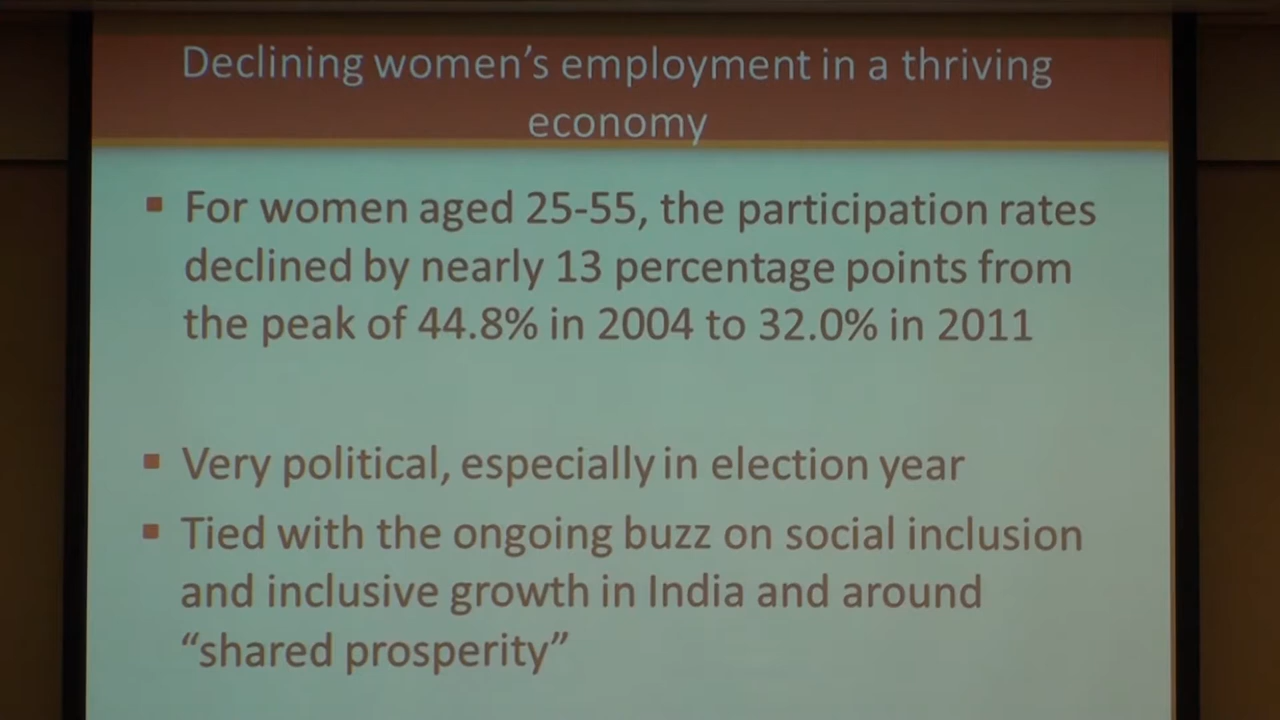 Declining women's employment in a thriving
economy
▪ For women aged 25-55, the participation rates
declined by nearly 13 percentage points from
the peak of 44.8% in 2004 to 32.0% in 2011
▪ Very political, especially in election year
▪ Tied with the ongoing buzz on social inclusion
and inclusive growth in India and around
“shared prosperity”